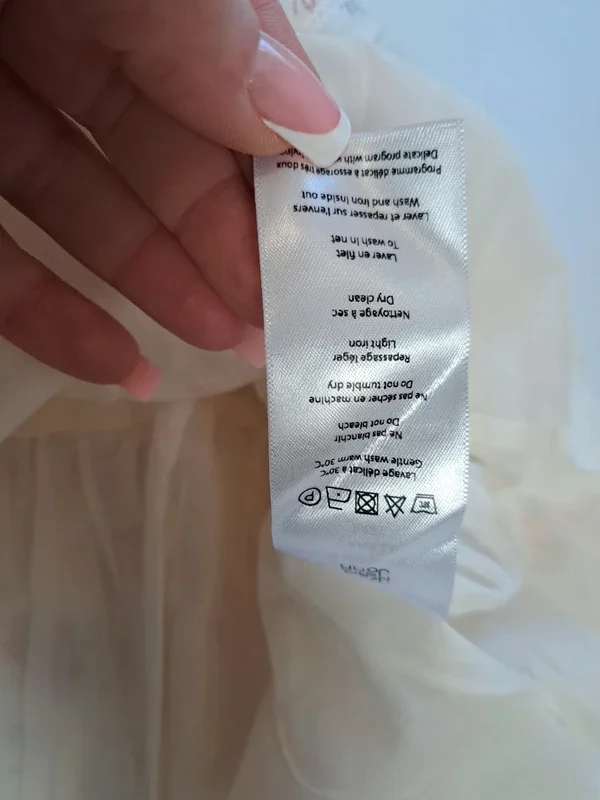 P
Lavage délicat à 30°C
Gentle wash warm 30°C
Ne pas blanchir
Do not bleach
Ne pas sécher en machine
Do not tumble dry
Repassage léger
Light iron
Nettoyage à sec
Dry clean
Laver en filet
To wash in net
Laver et repasser sur l'envers
Wash and iron inside out
Programme délicat à essorage très doux
Delicate program with